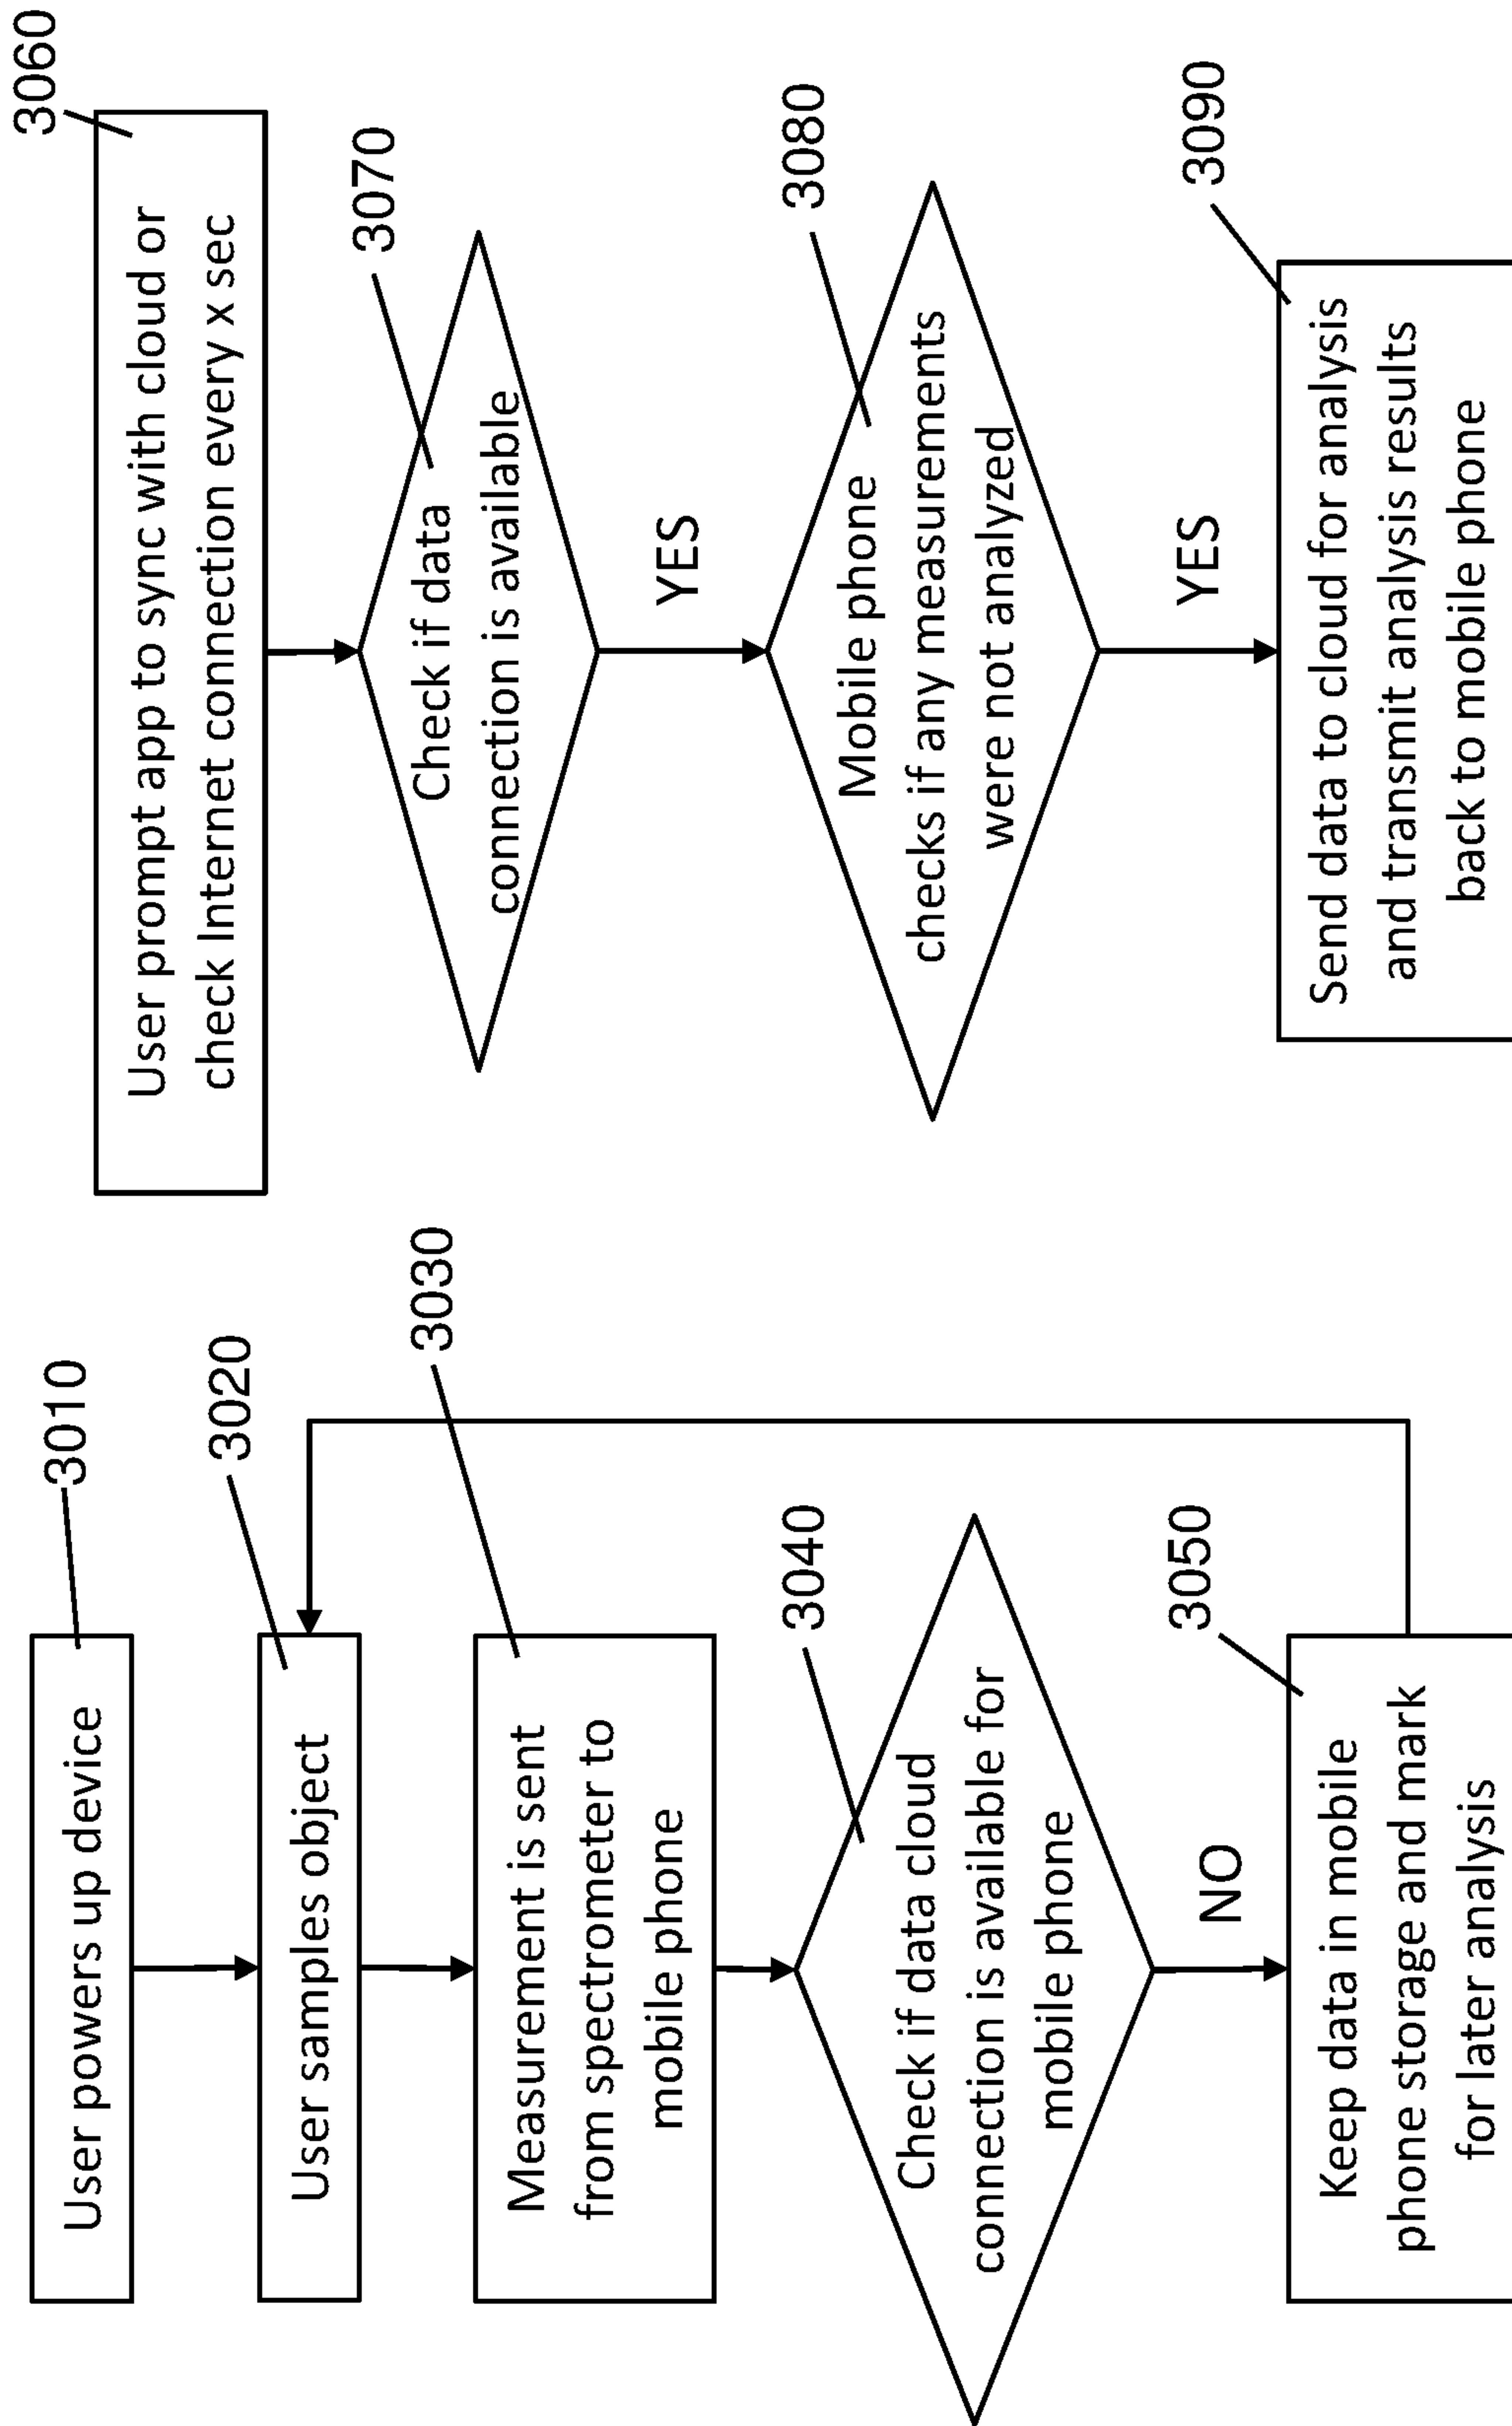 3010
User powers up device
3020
User samples object
3030
Measurement is sent
from spectrometer to
mobile phone
3040
Check if data cloud
connection is available for
mobile phone
NO
3050
Keep data in mobile
phone storage and mark
for later analysis
3060
User prompt app to sync with cloud or
check Internet connection every x sec
3070
Check if data
connection is available
YES
3080
Mobile phone
checks if any measurements
were not analyzed
YES
3090
Send data to cloud for analysis
and transmit analysis results
back to mobile phone